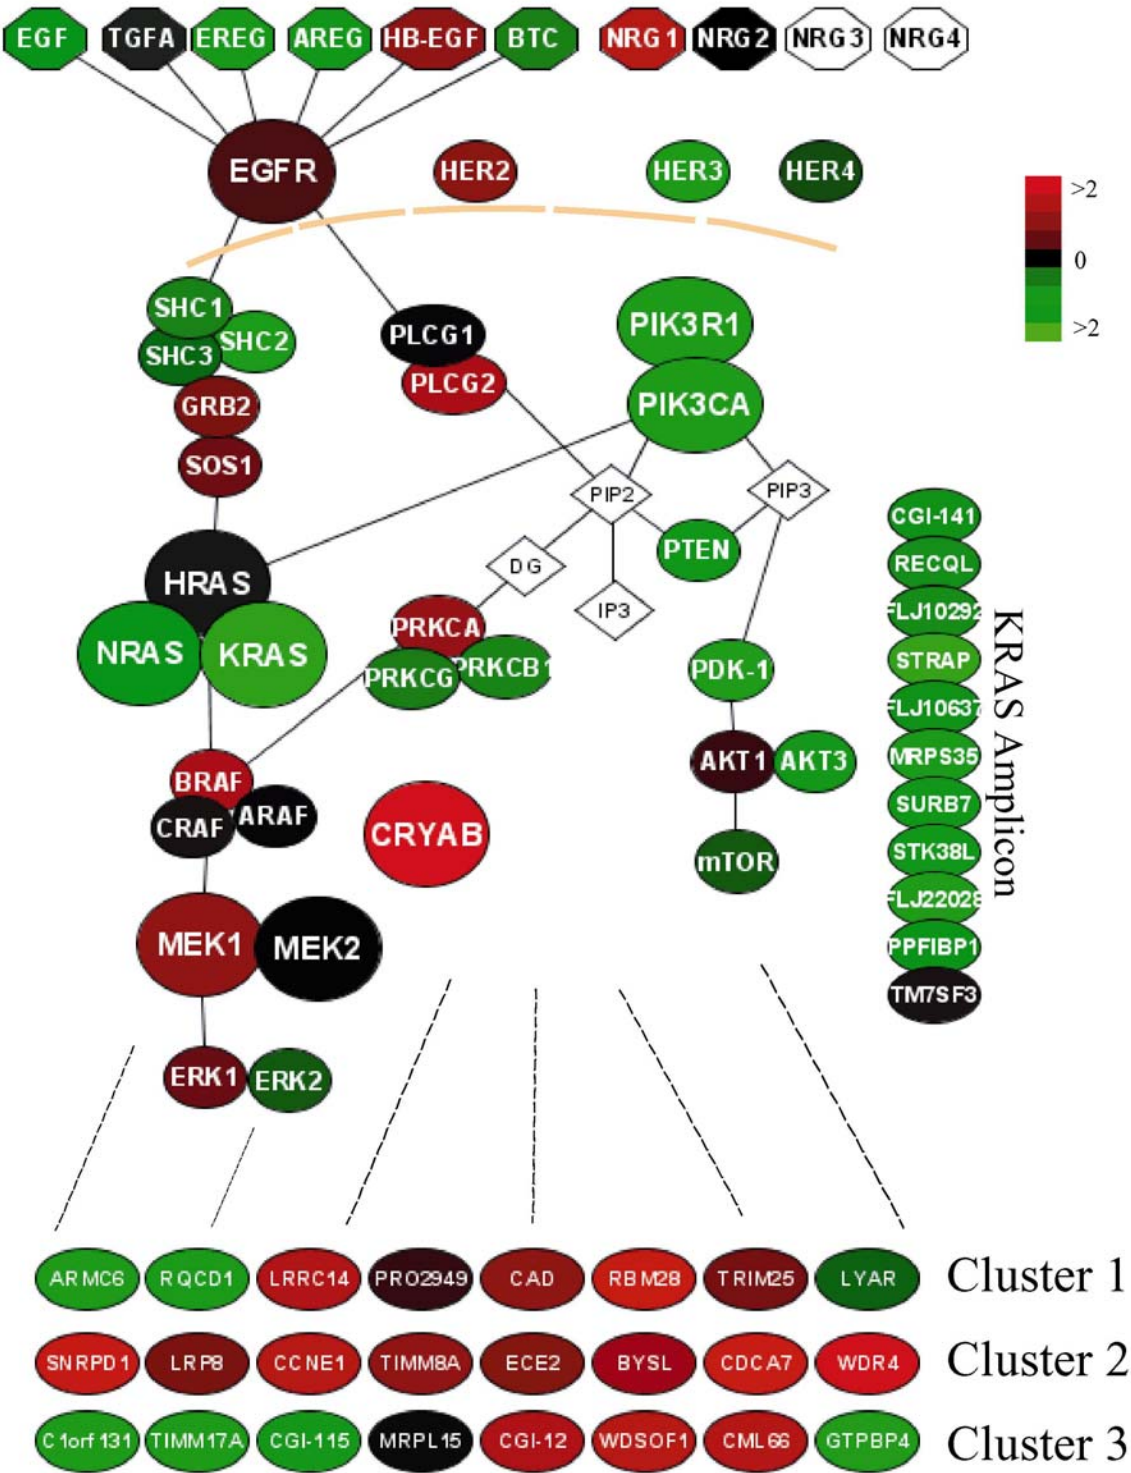 EGF TGFA EREG AREG HB-EGF BTC NRG1 NRG2 NRG3 NRG4
EGFR HER2 HER3 HER4
>2
0
>2
SHC1
SHC2
SHC3
GRB2
SOS1
PLCG1
PLCG2
PIK3R1
PIK3CA
PIP2
PIP3
PTEN
DG
IP3
HRAS
NRAS KRAS
PRKCA
PRKCG PRKCB1
PDK-1
AKT1 AKT3
mTOR
BRAF
CRAF ARAF
CRYAB
MEK1 MEK2
ERK1 ERK2
CGI-141
RECQL
FLJ10292
STRAP
FLJ10637
MRPS35
SURB7
STK38L
FLJ22028
PPFIBP1
TM7SF3
KRAS Amplicon
ARMC6 RQCD1 LRRC14 PRO2949 CAD RBM28 TRIM25 LYAR Cluster 1
SNRPD1 LRP8 CCNE1 TIMM8A ECE2 BYSL CDCA7 WDR4 Cluster 2
C1orf131 TIMM17A CGI-115 MRPL15 CGI-12 WDSOF1 CML66 GTPBP4 Cluster 3